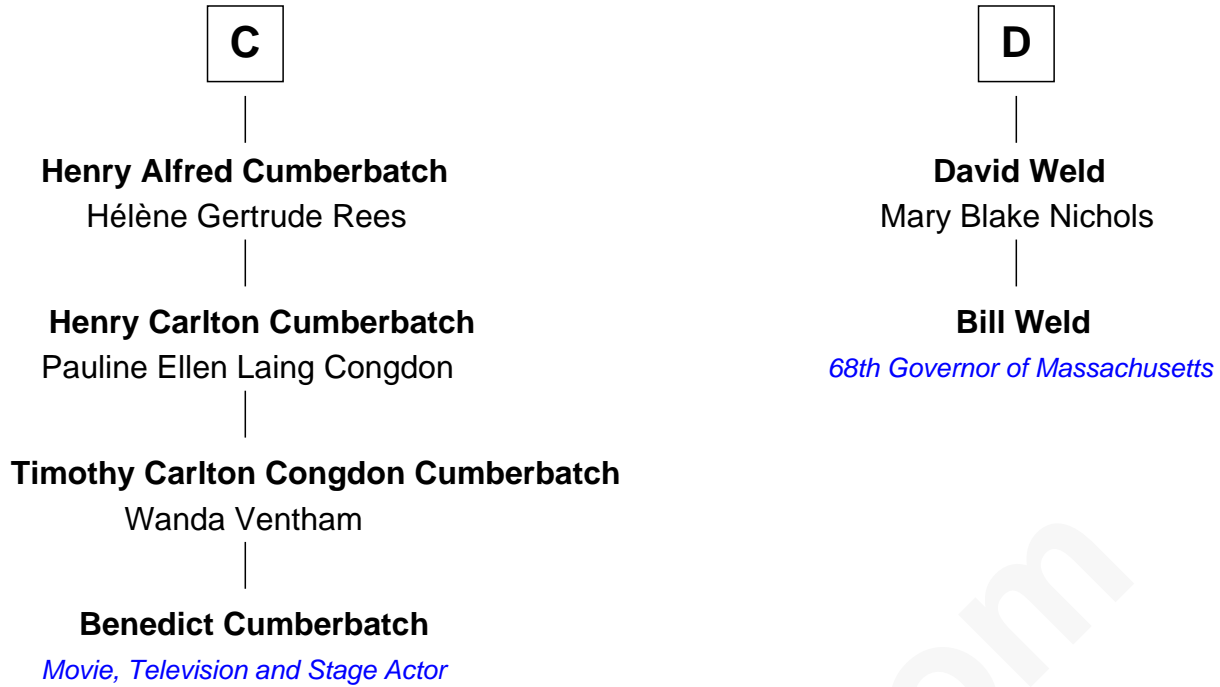 C
Henry Alfred Cumberbatch
Hélène Gertrude Rees
Henry Carlton Cumberbatch
Pauline Ellen Laing Congdon
Timothy Carlton Congdon Cumberbatch
Wanda Ventham
Benedict Cumberbatch
Movie, Television and Stage Actor
D
David Weld
Mary Blake Nichols
Bill Weld
68th Governor of Massachusetts
om